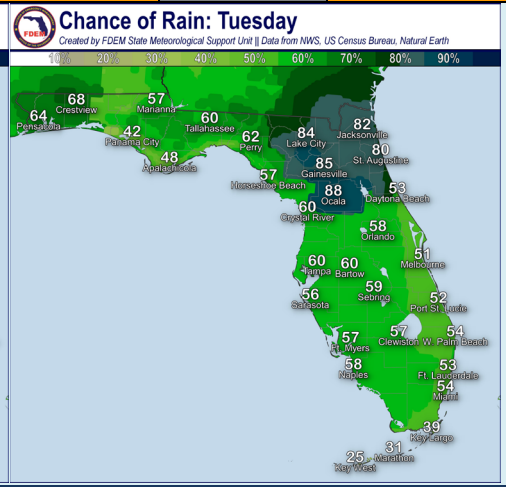 Chance of Rain: Tuesday
Created by FDEM State Meteorological Support Unit || Data from NWS, US Census Bureau, Natural Earth
FDEM
10% 20% 30% 40% 50% 60% 70% 80% 90%
68
Crestview
57
Marianna
64
Pensacola
60
Tallahassee
42
Panama City
62
Perry
84
Lake City
82
Jacksonville
48
Apalachicola
80
St. Augustine
85
Gainesville
57
Horseshoe Beach
88
Ocala
53
Daytona Beach
60
Crystal River
58
Orlando
51
Melbourne
60
Tampa
60
Bartow
59
Sebring
56
Sarasota
52
Port St. Lucie
57
Ft. Myers
57
Clewiston
54
W. Palm Beach
58
Naples
53
Ft. Lauderdale
54
Miami
39
Key Largo
31
Marathon
25
Key West